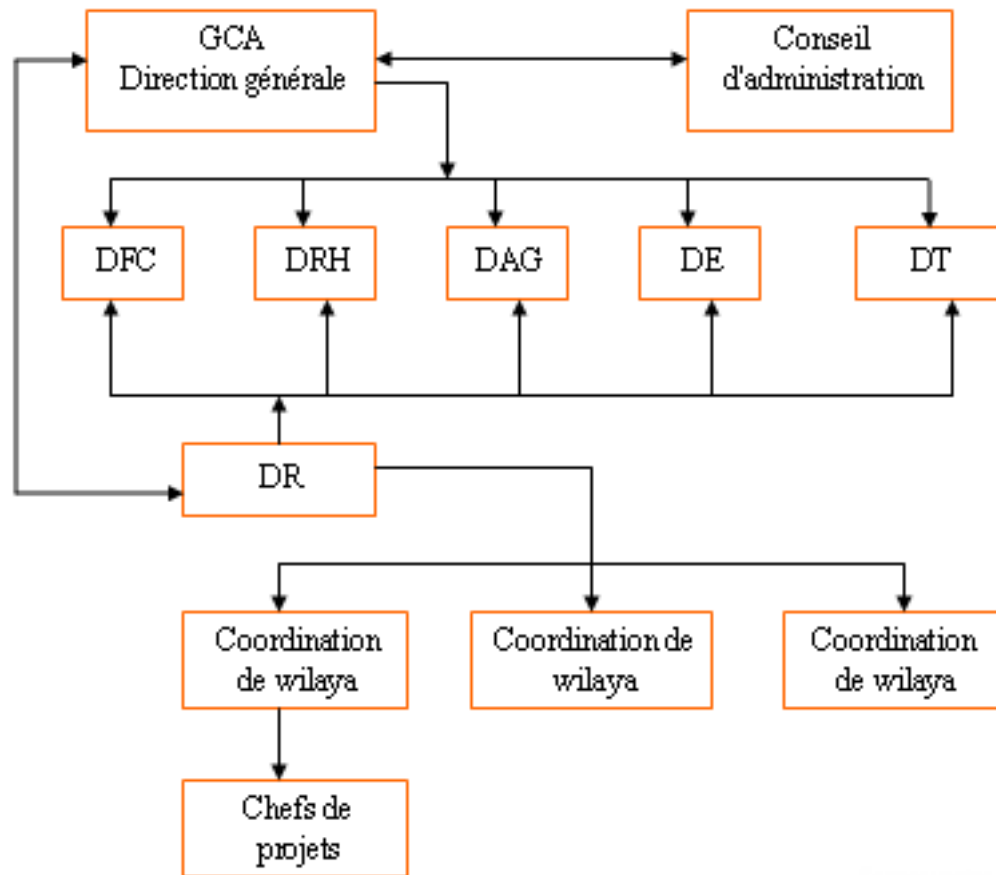 GCA
Direction générale
Conseil
d'administration
DFC
DRH
DAG
DE
DT
DR
Coordination
de wilaya
Coordination de
wilaya
Coordination
de wilaya
Chefs de
projets